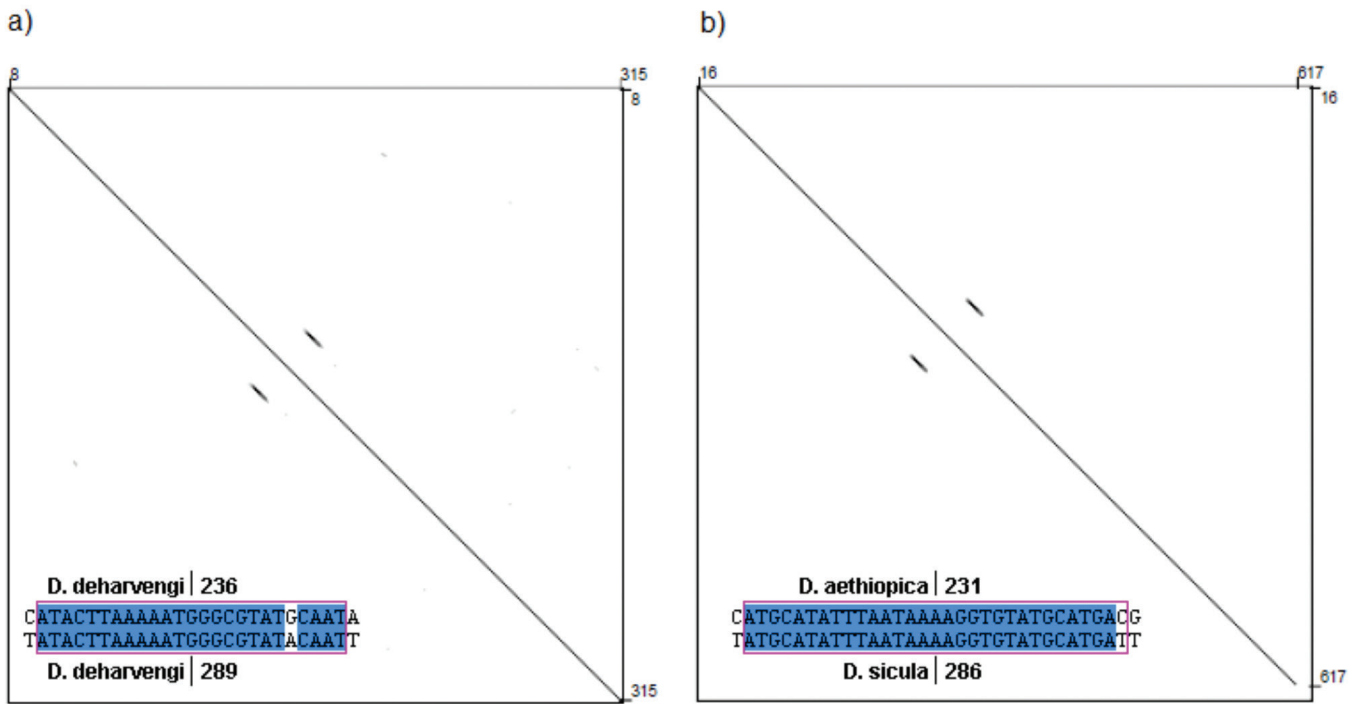 a)
b)
8
315
8
16
617
16
D. deharvengi | 236
CATACTTAAAAATGGGCGTATGCAATA
TATACTTAAAAATGGGCGTATACAATT
D. deharvengi | 289
315
D. aethiopica | 231
CATGCATATTTAATAAAAGGTGTATGCATGACG
TATGCATATTTAATAAAAGGTGTATGCATGATT
D. sicula | 286
617